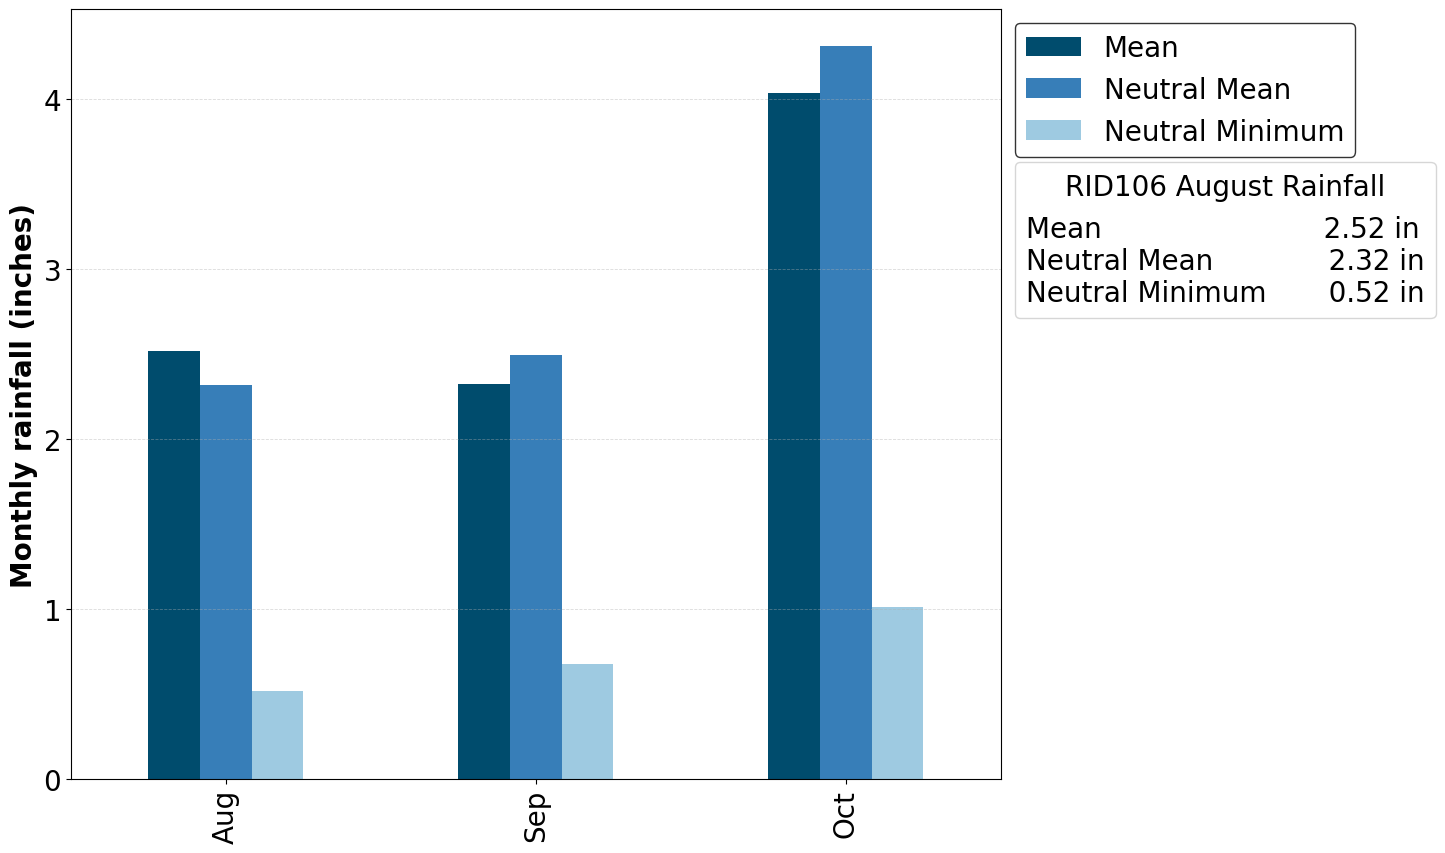 Monthly rainfall (inches)
4
3
2
1
0
Aug
Sep
Oct
Mean
Neutral Mean
Neutral Minimum
RID106 August Rainfall
Mean 2.52 in
Neutral Mean 2.32 in
Neutral Minimum 0.52 in